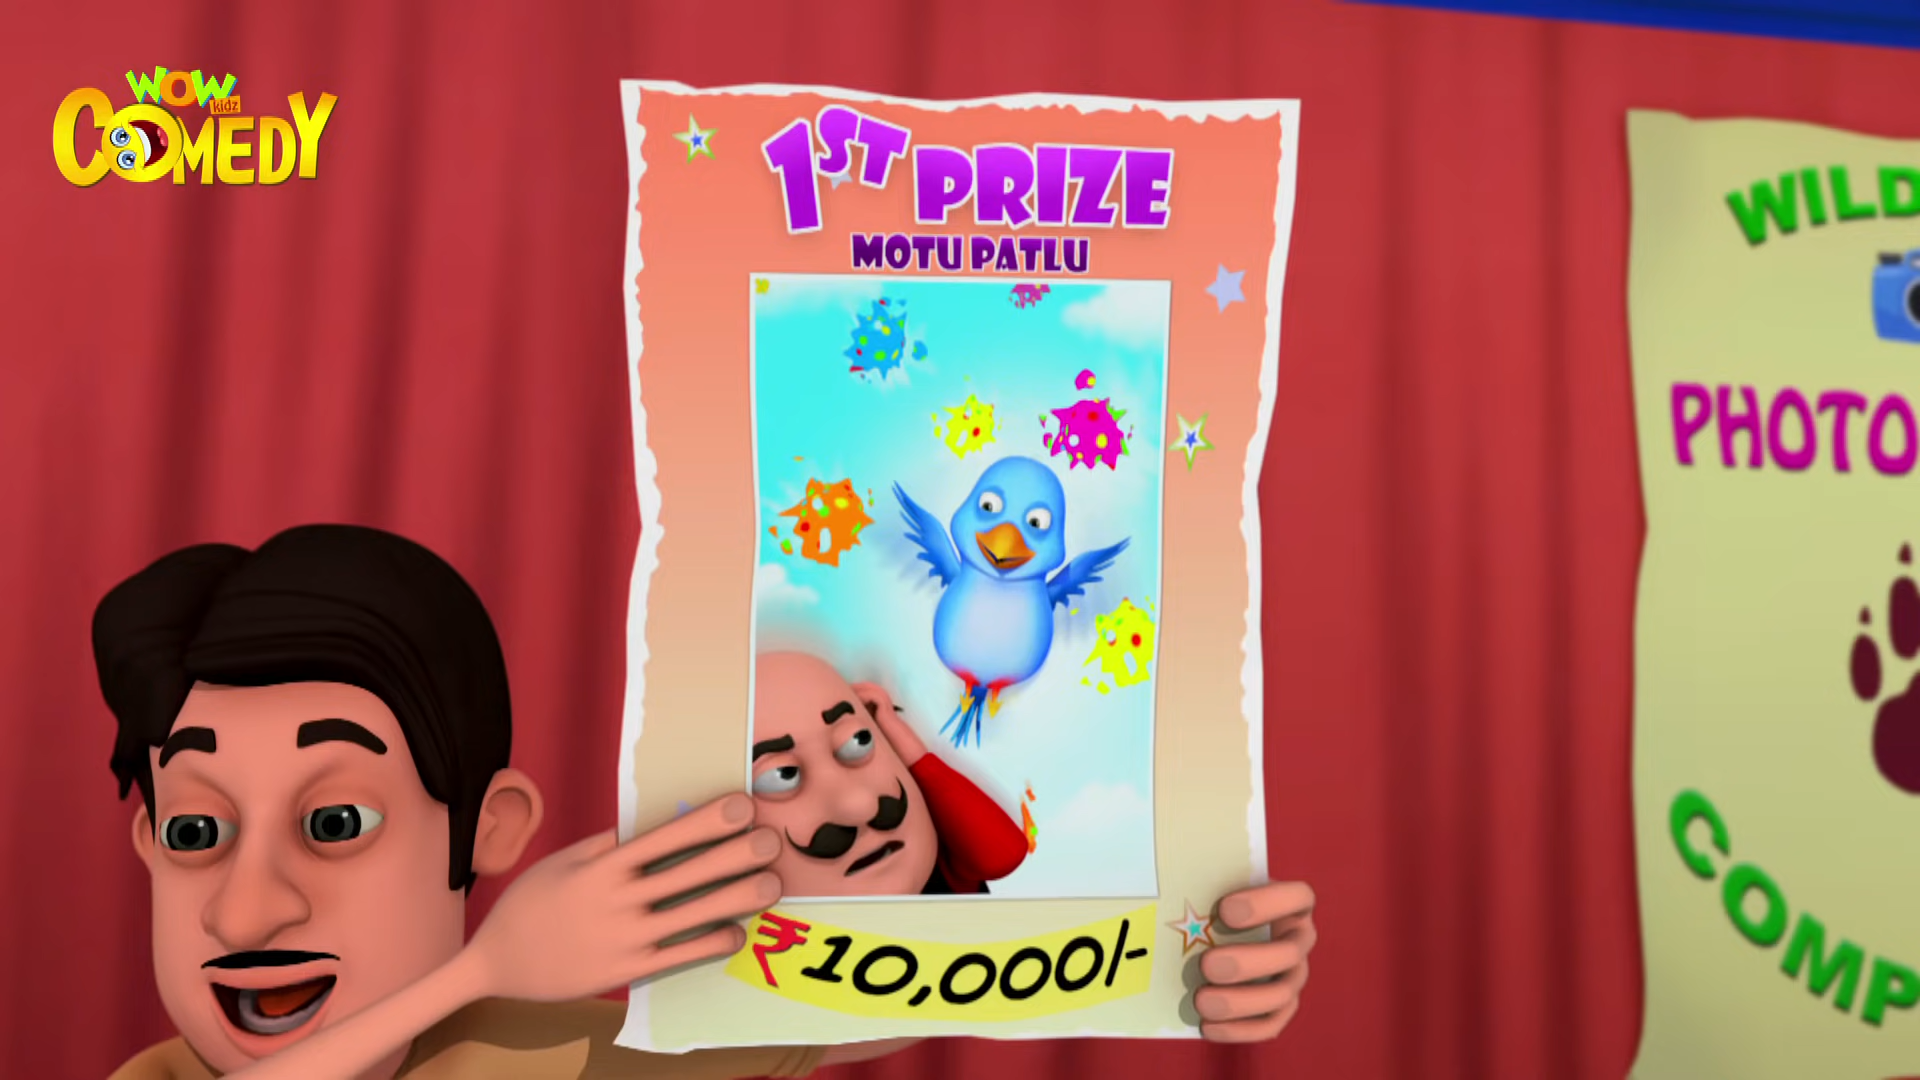 WOW
kidz
COMEDY
1ST PRIZE
MOTU PATLU
₹10,000/-
WILD
PHOTO
COMP